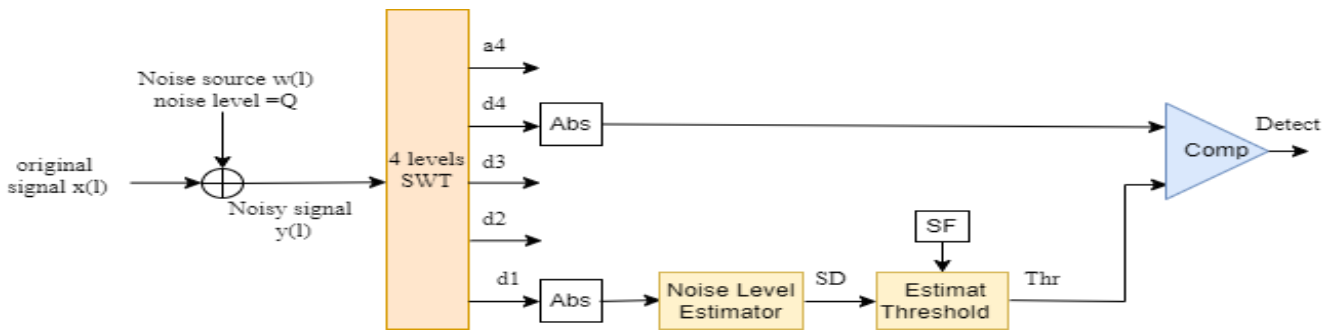 Noise source w(l)
noise level =Q
original
signal x(l)
Noisy signal
y(l)
4 levels
SWT
a4
d4
Abs
d3
d2
d1
Abs
Noise Level
Estimator
SD
SF
Estimat
Threshold
Thr
Comp
Detect